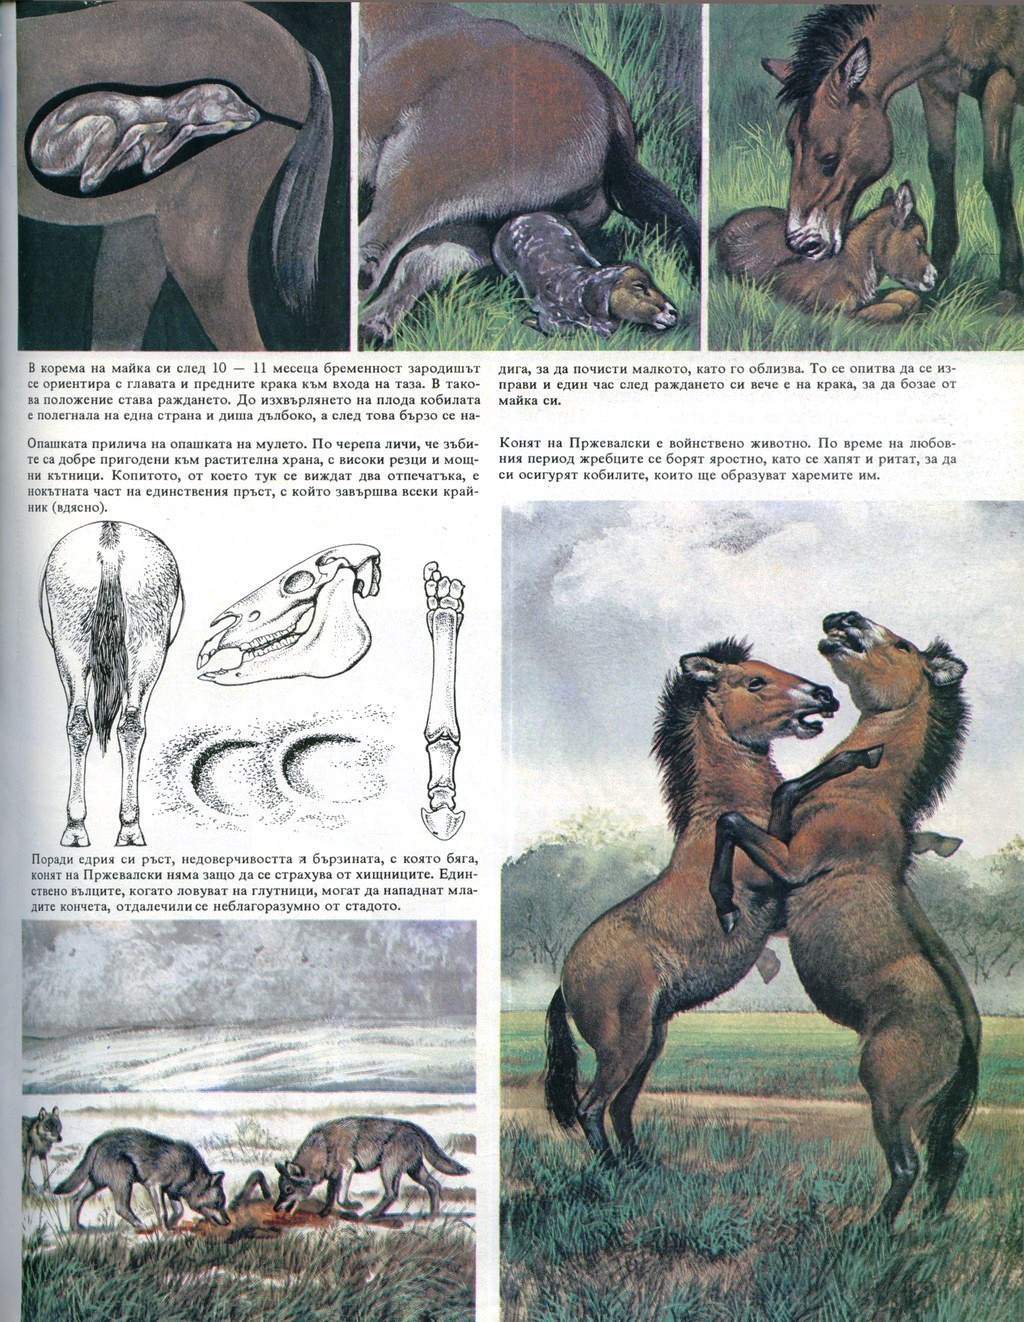 В корема на майка си след 10 — 11 месеца бременност зародишът
се ориентира с главата и предните крака към входа на таза. В тако-
ва положение става раждането. До изхвърлянето на плода кобилата
е полегнала на една страна и диша дълбоко, а след това бързо се на-
дига, за да почисти малкото, като го облизва. То се опитва да се из-
прави и един час след раждането си вече е на крака, за да бозае от
майка си.
Опашката прилича на опашката на мулето. По черепа личи, че зъби-
те са добре пригодени към растителна храна, с високи резци и мощ-
ни кътници. Копитото, от което тук се виждат два отпечатъка, е
нокътната част на единствения пръст, с който завършва всеки край-
ник (вдясно).
Конят на Пржевалски е войнствено животно. По време на любов-
ния период жребците се борят яростно, като се хапят и ритат, за да
си осигурят кобилите, които ще образуват харемите им.
Поради едрия си ръст, недоверчивостта и бързината, с която бяга,
конят на Пржевалски няма защо да се страхува от хищниците. Един-
ствено вълците, когато ловуват на глутници, могат да нападнат мла-
дите кончета, отдалечили се неблагоразумно от стадото.